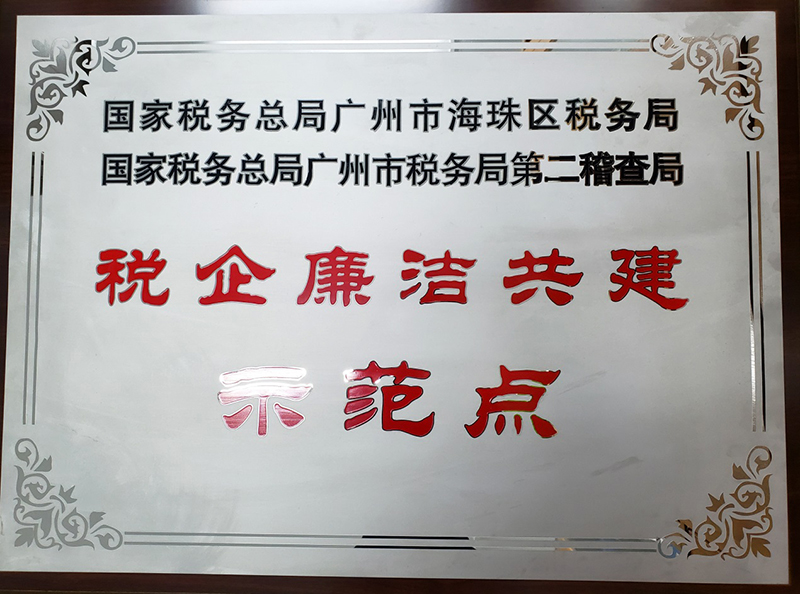 国家税务总局广州市海珠区税务局
国家税务总局广州市税务局第二稽查局
税企廉洁共建
示范点